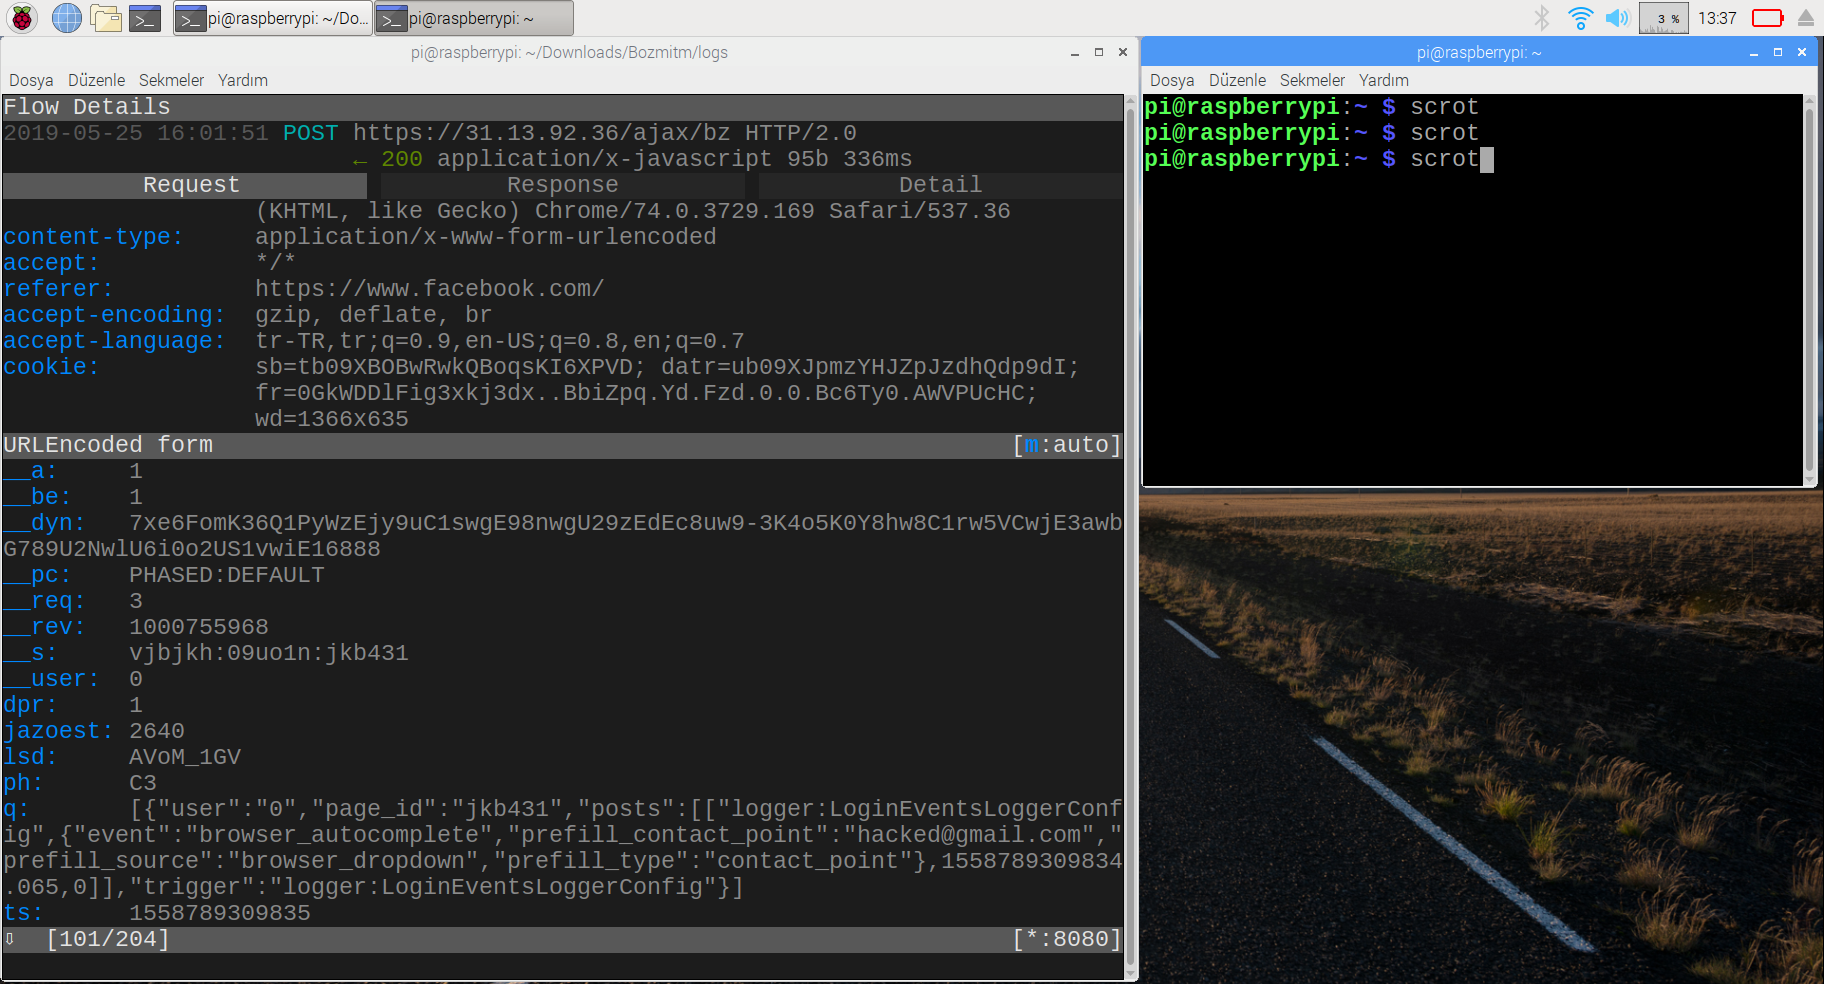 pi@raspberrypi: ~/Do...
pi@raspberrypi: ~
3 %
13:37
pi@raspberrypi: ~/Downloads/Bozmitm/logs
Dosya Düzenle Sekmeler Yardım
Flow Details
2019-05-25 16:01:51 POST https://31.13.92.36/ajax/bz HTTP/2.0
← 200 application/x-javascript 95b 336ms
Request Response Detail
(KHTML, like Gecko) Chrome/74.0.3729.169 Safari/537.36
content-type: application/x-www-form-urlencoded
accept: */*
referer: https://www.facebook.com/
accept-encoding: gzip, deflate, br
accept-language: tr-TR,tr;q=0.9,en-US;q=0.8,en;q=0.7
cookie: sb=tb09XBOBwRwkQBoqsKI6XPVD; datr=ub09XJpmzYHJZpJzdhQdp9dI;
fr=0GkWDDlFig3xkj3dx..BbiZpq.Yd.Fzd.0.0.Bc6Ty0.AWVPUcHC;
wd=1366x635
URLEncoded form [m:auto]
__a: 1
__be: 1
__dyn: 7xe6FomK36Q1PyWzEjy9uC1swgE98nwgU29zEdEc8uw9-3K4o5K0Y8hw8C1rw5VCwjE3awb
G789U2NwlU6i0o2US1vwiE16888
__pc: PHASED:DEFAULT
__req: 3
__rev: 1000755968
__s: vjbjkh:09uo1n:jkb431
__user: 0
dpr: 1
jazoest: 2640
lsd: AVoM_1GV
ph: C3
q: [{"user":"0","page_id":"jkb431","posts":[["logger:LoginEventsLoggerConf
ig",{"event":"browser_autocomplete","prefill_contact_point":"hacked@gmail.com","
prefill_source":"browser_dropdown","prefill_type":"contact_point"},1558789309834
.065,0]],"trigger":"logger:LoginEventsLoggerConfig"}]
ts: 1558789309835
⇩ [101/204] [*:8080]
pi@raspberrypi: ~
Dosya Düzenle Sekmeler Yardım
pi@raspberrypi:~ $ scrot
pi@raspberrypi:~ $ scrot
pi@raspberrypi:~ $ scrot